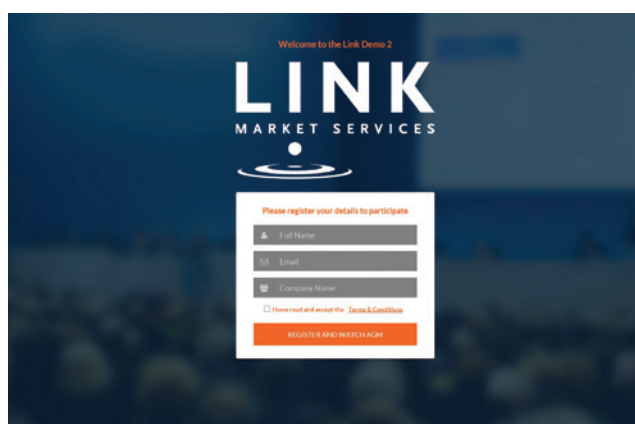 Welcome to the Link Demo 2
LINK
MARKET SERVICES
Please register your details to participate
Full Name
Email
Company Name
I have read and accept the Terms & Conditions
REGISTER AND WATCH AGM